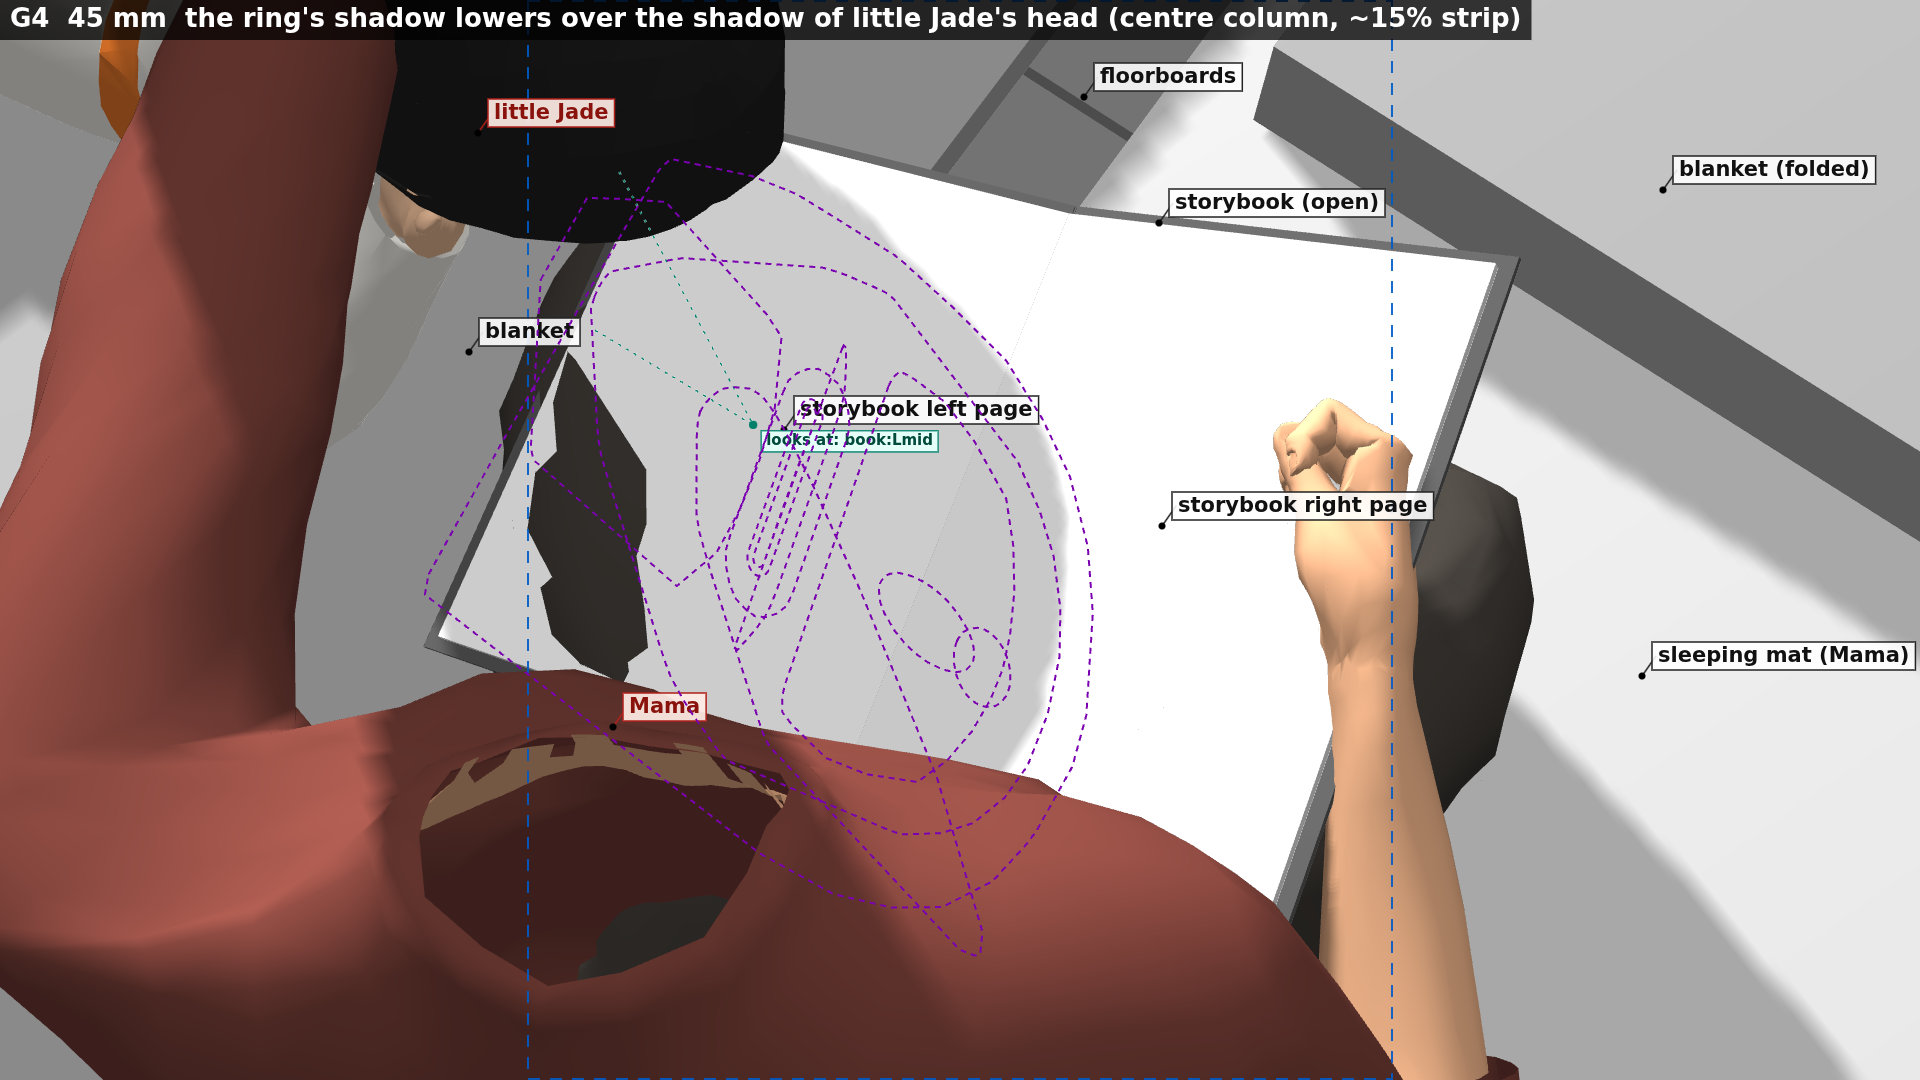 G4 45 mm the ring's shadow lowers over the shadow of little Jade's head (centre column, ~15% strip)
floorboards
little Jade
blanket (folded)
storybook (open)
blanket
storybook left page
looks at: book:Lmid
storybook right page
sleeping mat (Mama)
Mama